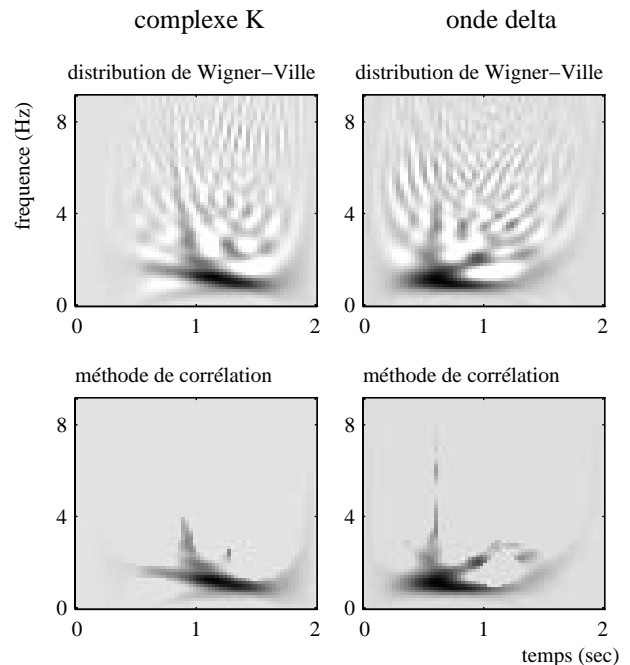 complexe K
onde delta
distribution de Wigner−Ville
distribution de Wigner−Ville
frequence (Hz)
8
4
0
0 1 2
8
4
0
0 1 2
méthode de corrélation
méthode de corrélation
8
4
0
0 1 2
8
4
0
0 1 2
temps (sec)